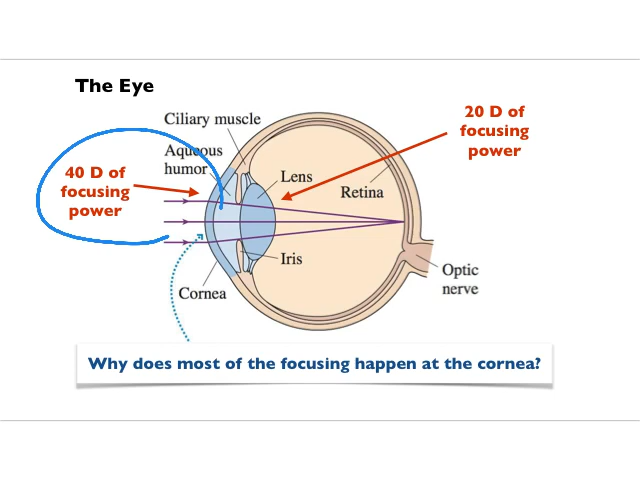 The Eye
Ciliary muscle
20 D of
focusing
power
Aqueous
humor
40 D of
focusing
power
Lens
Retina
Iris
Optic
nerve
Cornea
Why does most of the focusing happen at the cornea?